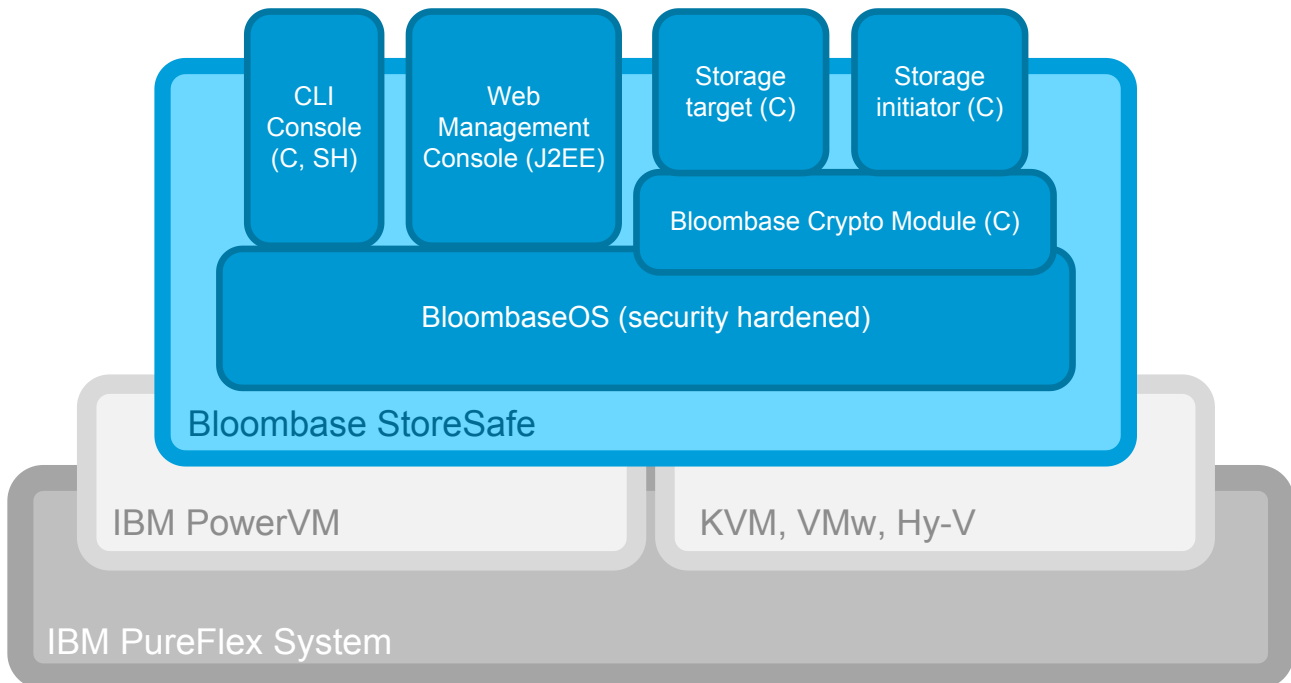 CLI
Console
(C, SH)
Web
Management
Console (J2EE)
Storage
target (C)
Storage
initiator (C)
Bloombase Crypto Module (C)
BloombaseOS (security hardened)
Bloombase StoreSafe
IBM PowerVM
KVM, VMw, Hy-V
IBM PureFlex System